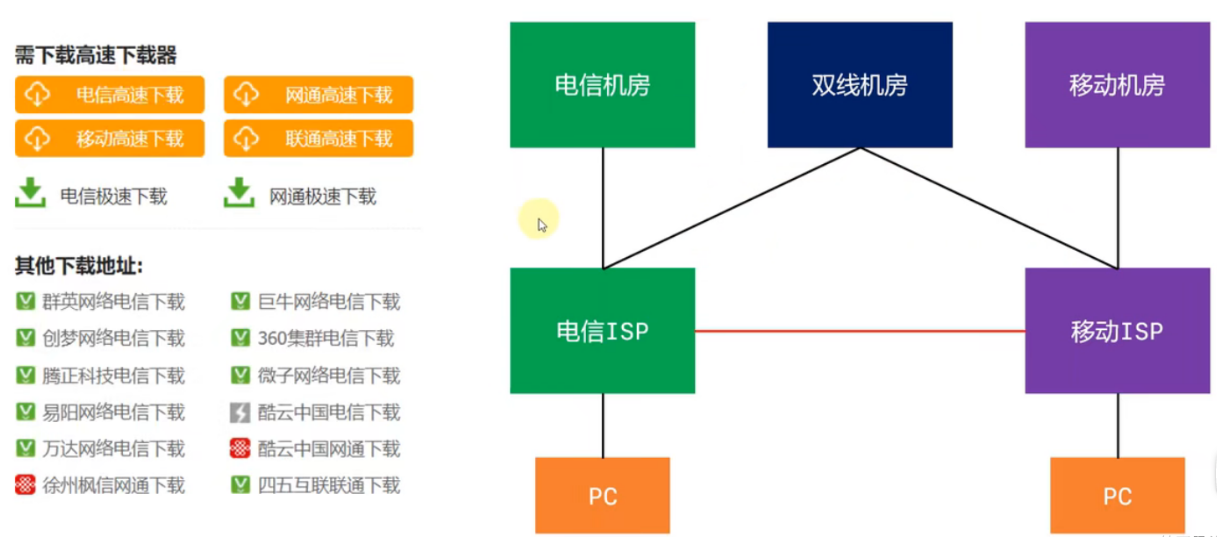 需下载高速下载器
电信高速下载 网通高速下载
移动高速下载 联通高速下载
电信极速下载 网通极速下载
其他下载地址:
群英网络电信下载 巨牛网络电信下载
创梦网络电信下载 360集群电信下载
腾正科技电信下载 微子网络电信下载
易阳网络电信下载 酷云中国电信下载
万达网络电信下载 酷云中国网通下载
徐州枫信网通下载 四五互联联通下载
电信机房 双线机房 移动机房
电信ISP 移动ISP
PC PC